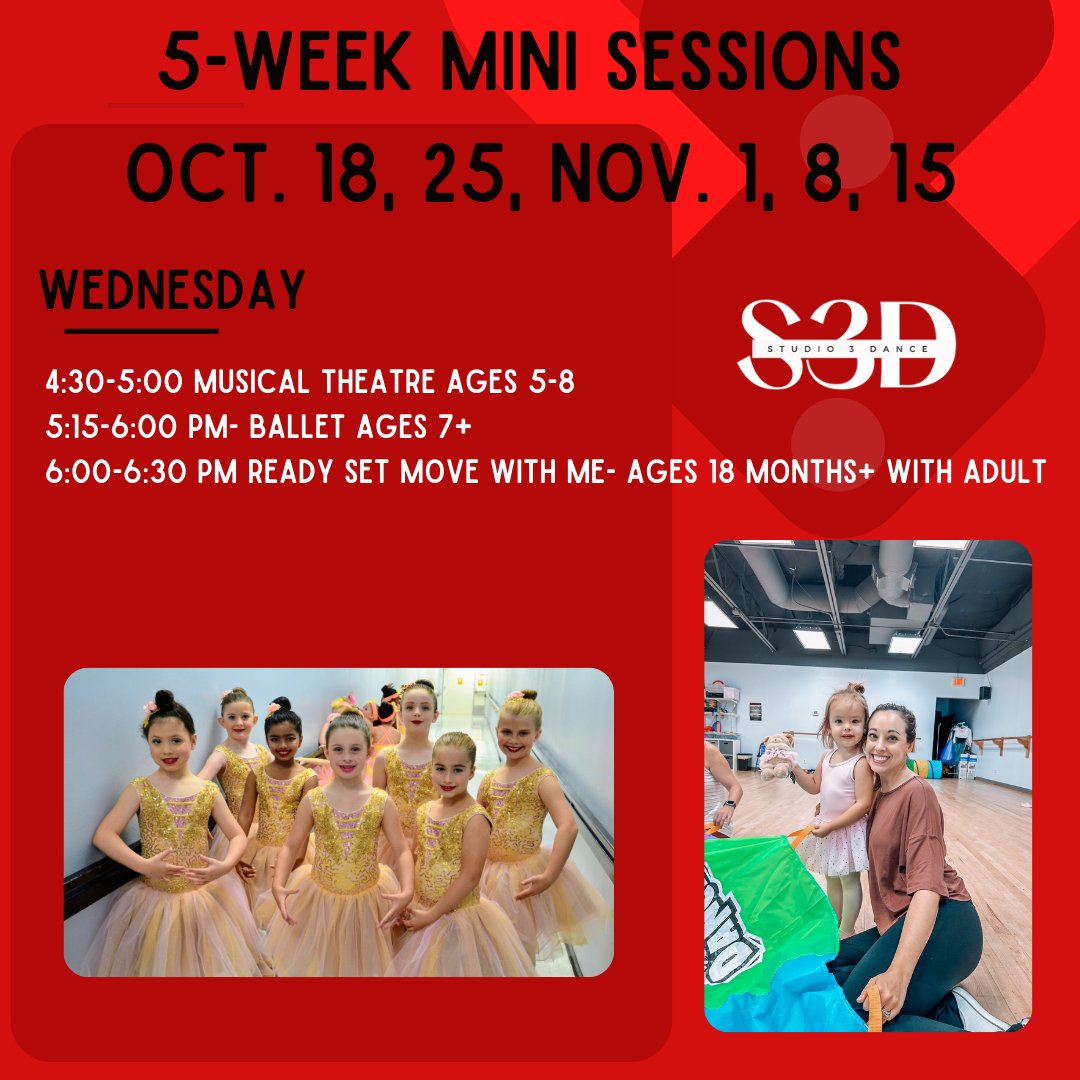 5-WEEK MINI SESSIONS
OCT. 18, 25, NOV. 1, 8, 15
WEDNESDAY
4:30-5:00 MUSICAL THEATRE AGES 5-8
5:15-6:00 PM- BALLET AGES 7+
6:00-6:30 PM READY SET MOVE WITH ME- AGES 18 MONTHS+ WITH ADULT
S3D
STUDIO 3 DANCE